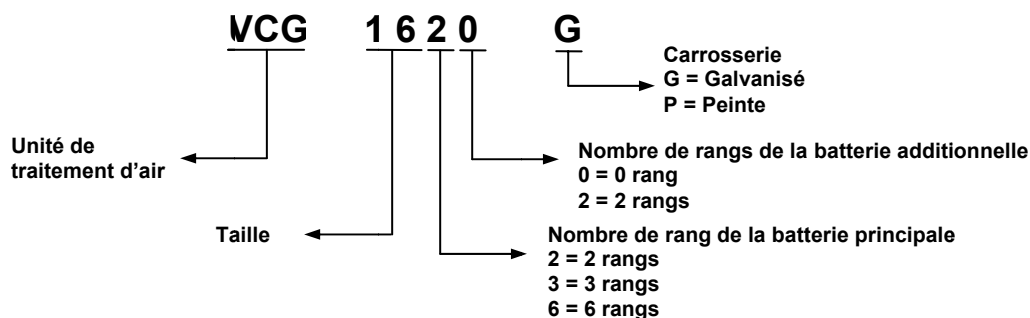 VCG 16 2 0 G
Carrosserie
G = Galvanisé
P = Peinte
Unité de
traitement d'air
Nombre de rangs de la batterie additionnelle
0 = 0 rang
2 = 2 rangs
Taille
Nombre de rang de la batterie principale
2 = 2 rangs
3 = 3 rangs
6 = 6 rangs